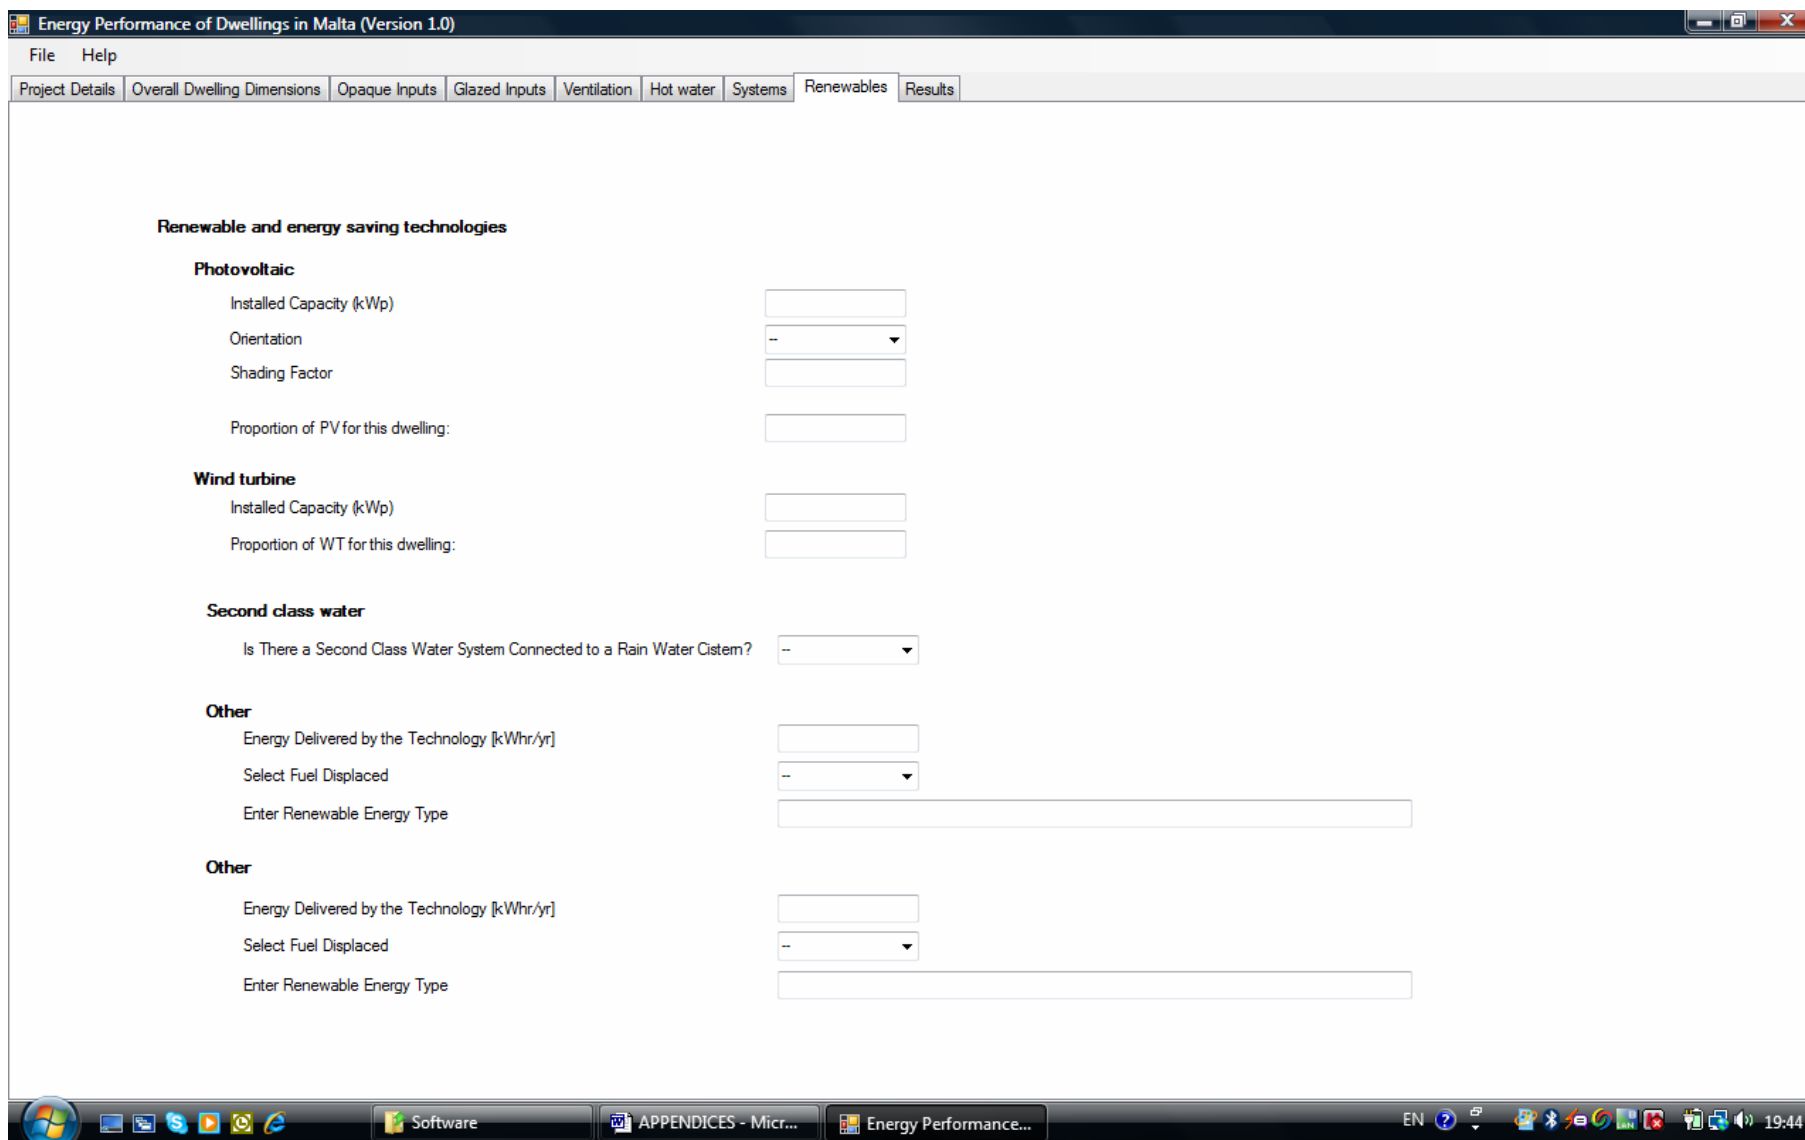 Energy Performance of Dwellings in Malta (Version 1.0)
File Help
Project Details Overall Dwelling Dimensions Opaque Inputs Glazed Inputs Ventilation Hot water Systems Renewables Results
Renewable and energy saving technologies
Photovoltaic
Installed Capacity (kWp)
Orientation --
Shading Factor
Proportion of PV for this dwelling:
Wind turbine
Installed Capacity (kWp)
Proportion of WT for this dwelling:
Second class water
Is There a Second Class Water System Connected to a Rain Water Cistern? --
Other
Energy Delivered by the Technology [kWhr/yr]
Select Fuel Displaced --
Enter Renewable Energy Type
Other
Energy Delivered by the Technology [kWhr/yr]
Select Fuel Displaced --
Enter Renewable Energy Type
Software APPENDICES - Micr... Energy Performance... EN 19:44